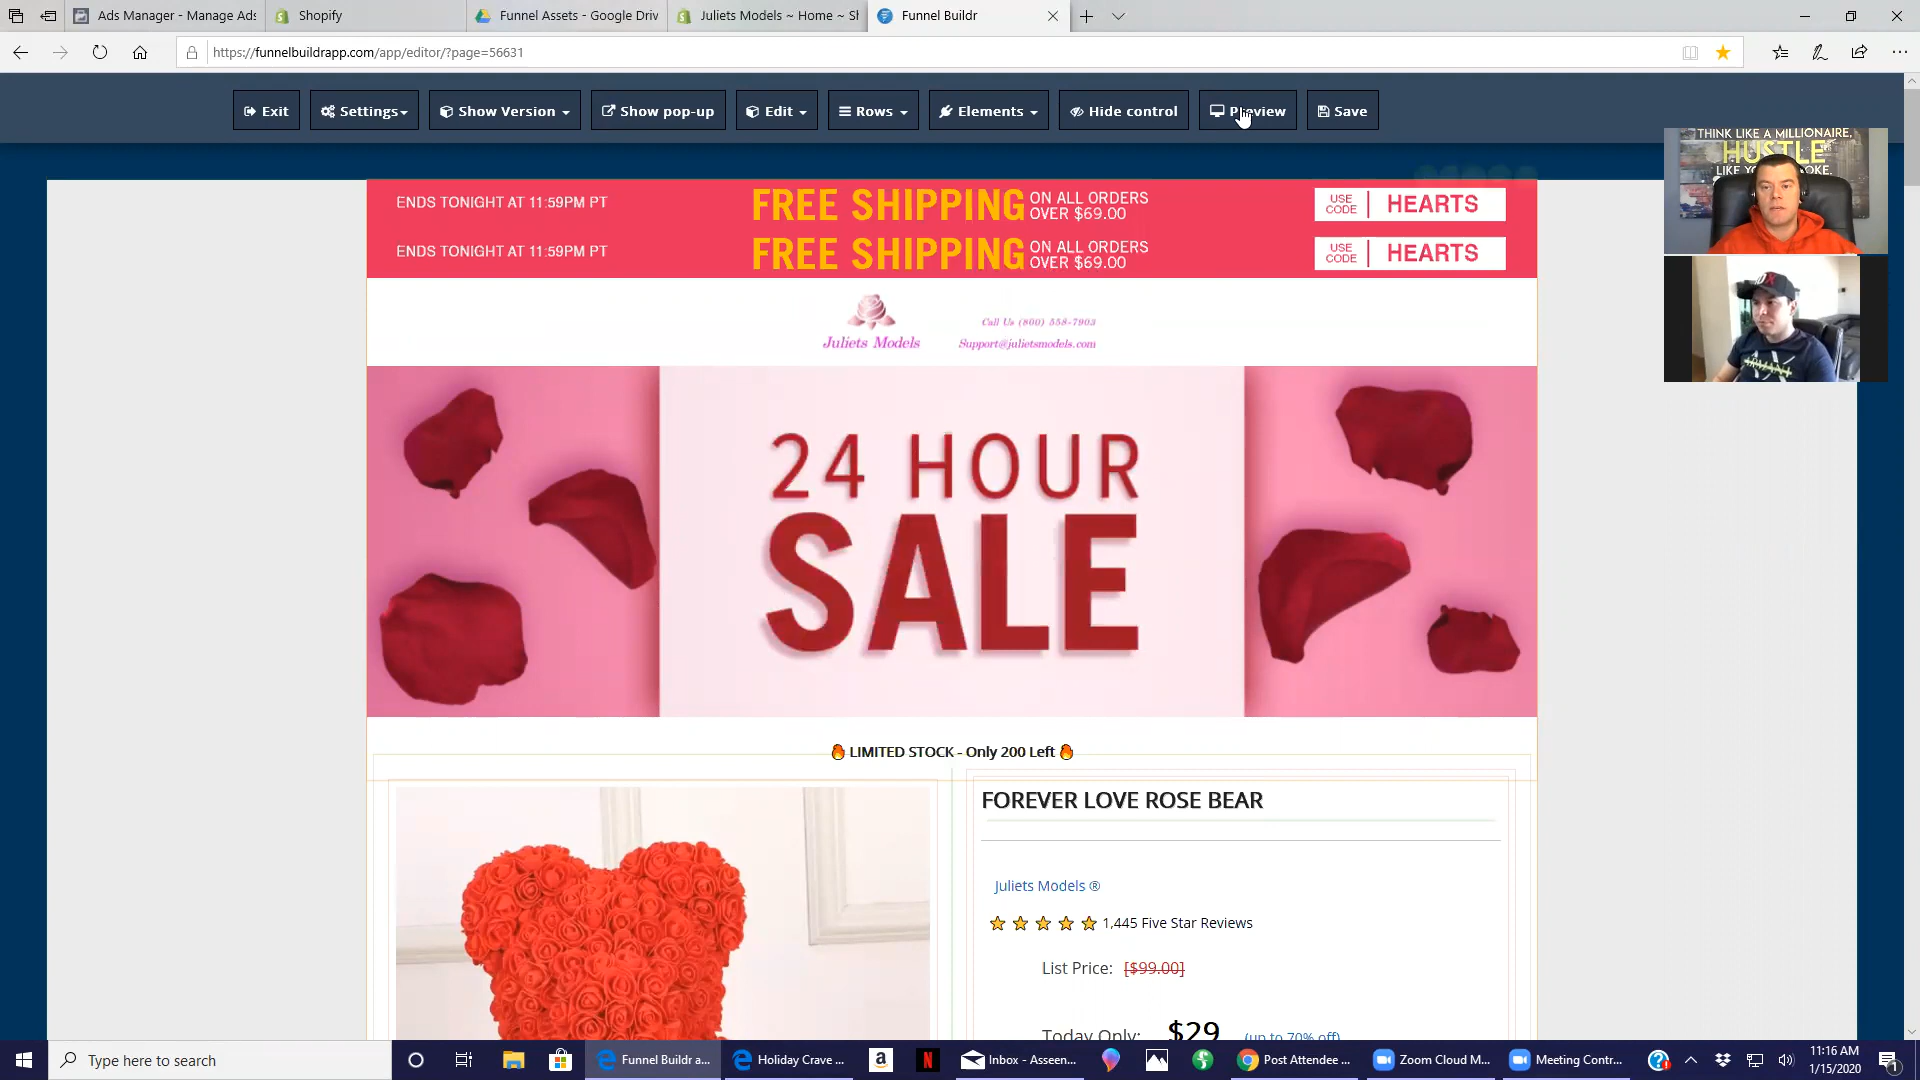 Ads Manager - Manage Ads
Shopify
Funnel Assets - Google Driv
Juliets Models ~ Home ~ Sh
Funnel Buildr
https://funnelbuildrapp.com/app/editor/?page=56631
Exit
Settings
Show Version
Show pop-up
Edit
Rows
Elements
Hide control
Preview
Save
THINK LIKE A MILLIONAIRE,
HUSTLE
ENDS TONIGHT AT 11:59PM PT
FREE SHIPPING ON ALL ORDERS OVER $69.00
USE CODE HEARTS
ENDS TONIGHT AT 11:59PM PT
FREE SHIPPING ON ALL ORDERS OVER $69.00
USE CODE HEARTS
Juliets Models
Call Us (800) 558-7903
Support@julietsmodels.com
24 HOUR
SALE
🔥 LIMITED STOCK - Only 200 Left 🔥
FOREVER LOVE ROSE BEAR
Juliets Models ®
1,445 Five Star Reviews
List Price: [$99.00]
Today Only: $29 (up to 70% off)
Type here to search
Funnel Buildr a...
Holiday Crave ...
Inbox - Asseen...
Post Attendee ...
Zoom Cloud M...
Meeting Contr...
11:16 AM
1/15/2020